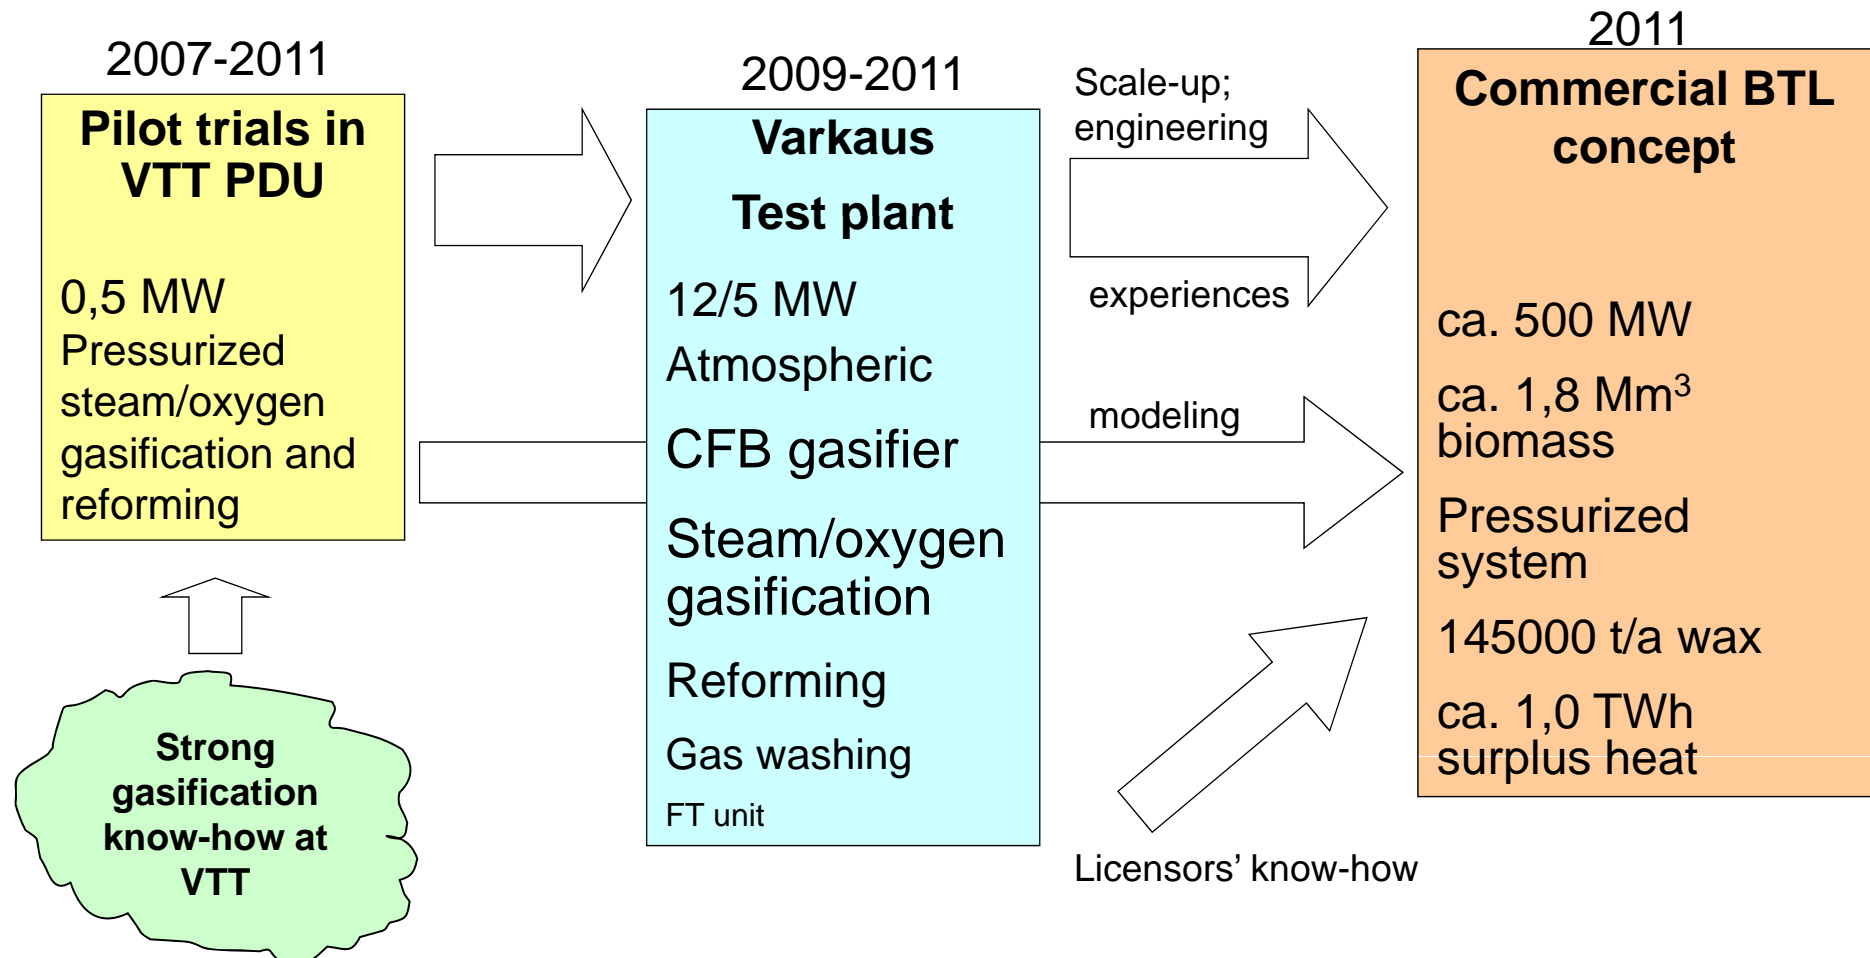 2007-2011
Pilot trials in
VTT PDU
0,5 MW
Pressurized
steam/oxygen
gasification and
reforming
Strong
gasification
know-how at
VTT
2009-2011
Varkaus
Test plant
12/5 MW
Atmospheric
CFB gasifier
Steam/oxygen
gasification
Reforming
Gas washing
FT unit
Scale-up;
engineering
experiences
modeling
Licensors’ know-how
2011
Commercial BTL
concept
ca. 500 MW
ca. 1,8 Mm³
biomass
Pressurized
system
145000 t/a wax
ca. 1,0 TWh
surplus heat